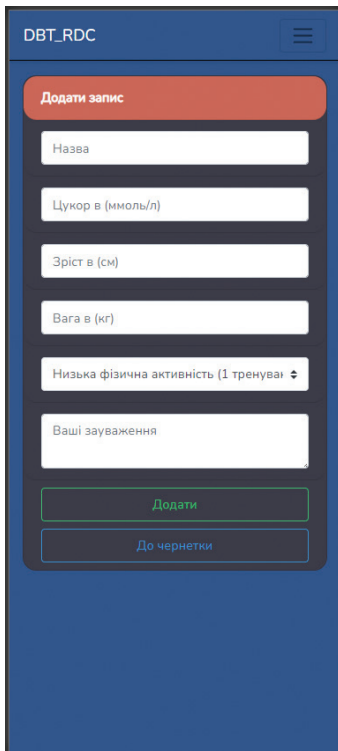 DBT_RDC
Додати запис
Назва
Цукор в (ммоль/л)
Зріст в (см)
Вага в (кг)
Низька фізична активність (1 тренуван
Ваші зауваження
Додати
До чернетки